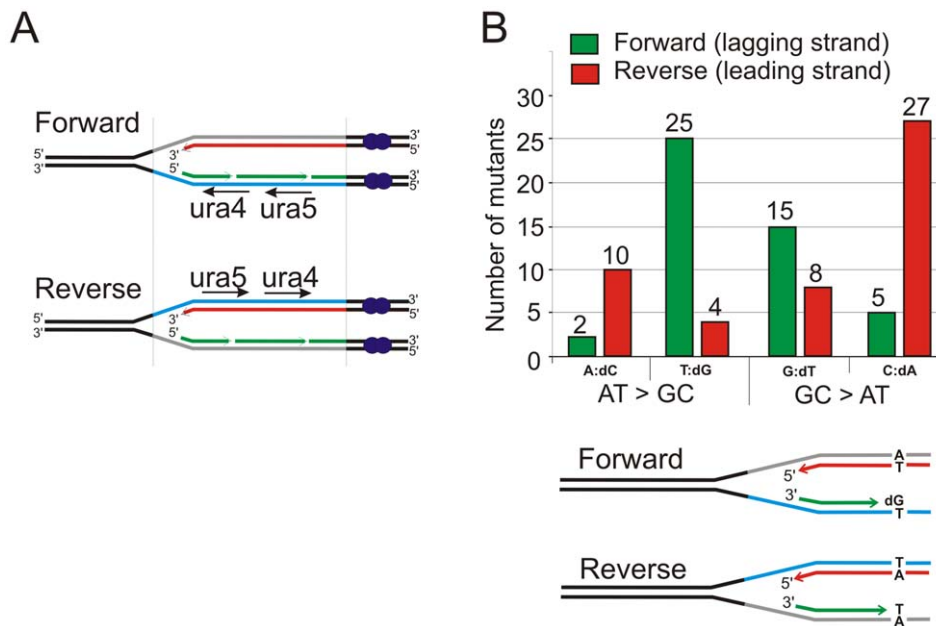 A
Forward
5'
3'
3'
5'
3'
5'
3'
5'
ura4 ura5
ura5 ura4
Reverse
5'
3'
3'
5'
3'
5'
3'
5'
B
Forward (lagging strand)
Reverse (leading strand)
Number of mutants
30
25
20
15
10
5
0
2
10
25
4
15
8
5
27
A:dC T:dG G:dT C:dA
AT > GC GC > AT
Forward
A
T
5'
3'
dG
T
Reverse
T
A
5'
3'
T
A